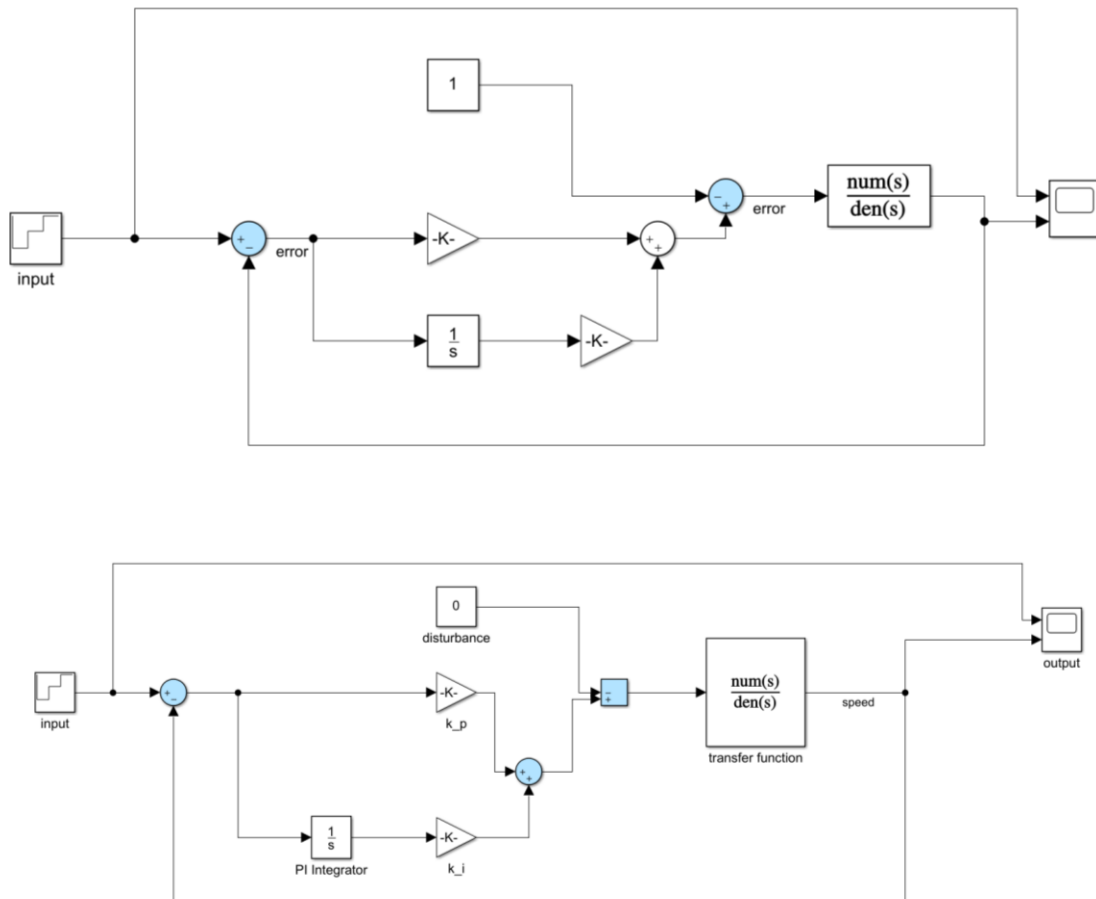 1
num(s)
den(s)
- +
error
+ -
error
-K-
+ +
input
1
s
-K-
0
disturbance
output
input
+ -
-K-
k_p
- +
num(s)
den(s)
speed
transfer function
+ +
1
s
PI Integrator
-K-
k_i